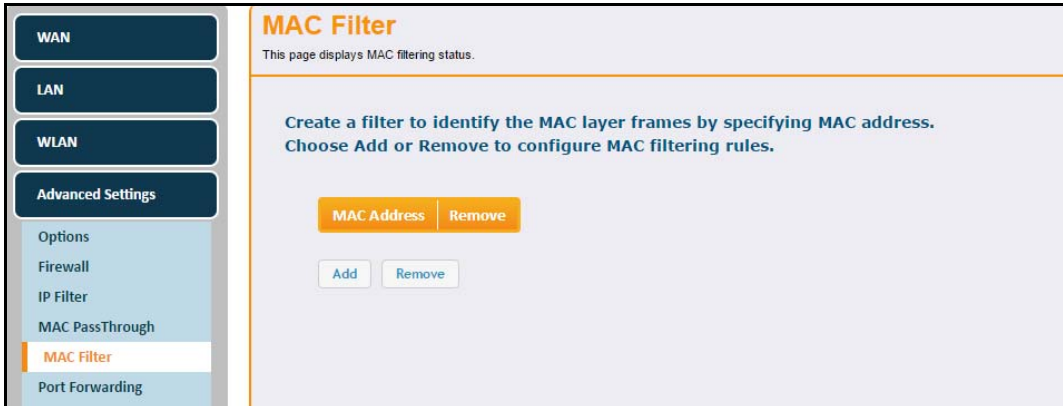 WAN
LAN
WLAN
Advanced Settings
Options
Firewall
IP Filter
MAC PassThrough
MAC Filter
Port Forwarding
MAC Filter
This page displays MAC filtering status.
Create a filter to identify the MAC layer frames by specifying MAC address.
Choose Add or Remove to configure MAC filtering rules.
MAC Address Remove
Add Remove